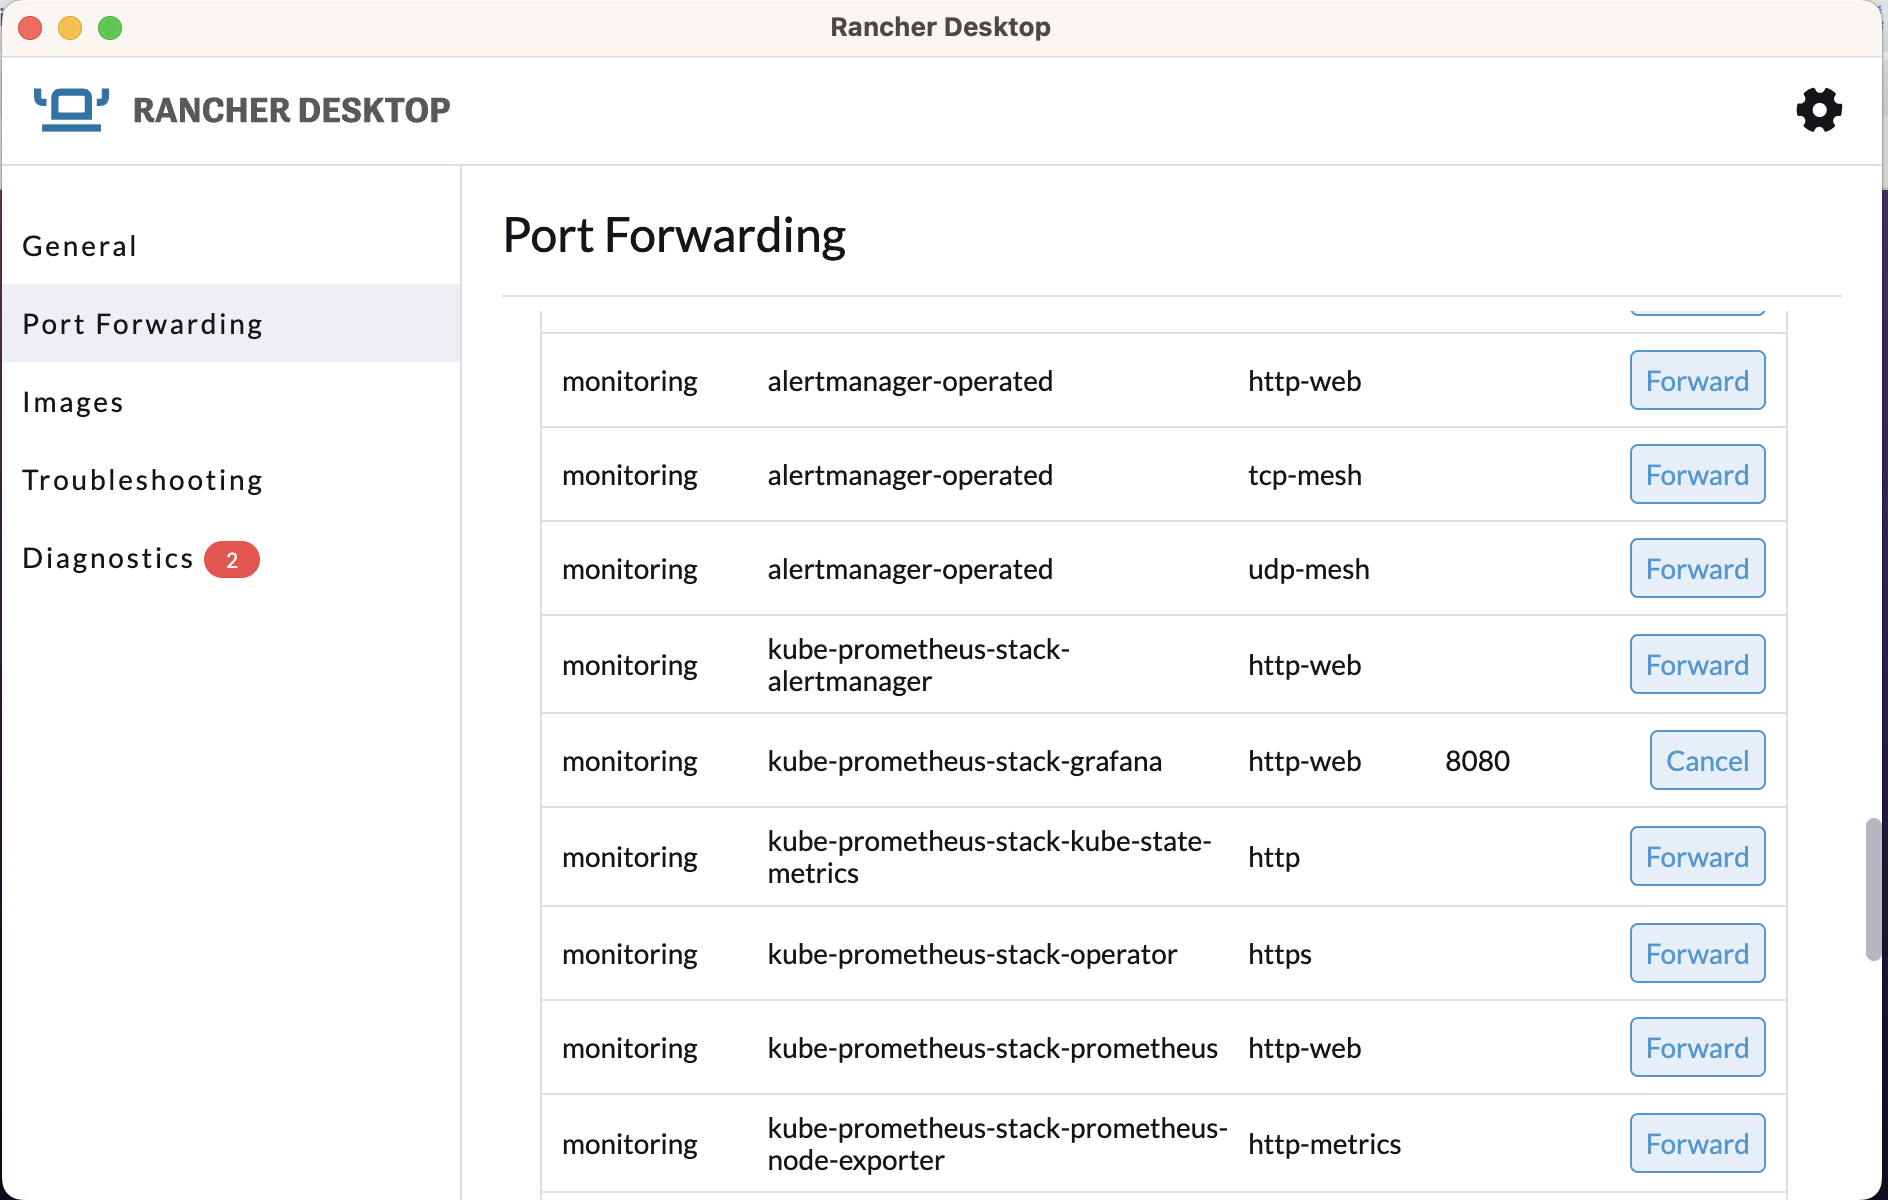 Rancher Desktop
RANCHER DESKTOP
General
Port Forwarding
Images
Troubleshooting
Diagnostics 2
Port Forwarding
monitoring alertmanager-operated http-web Forward
monitoring alertmanager-operated tcp-mesh Forward
monitoring alertmanager-operated udp-mesh Forward
monitoring kube-prometheus-stack-
alertmanager http-web Forward
monitoring kube-prometheus-stack-grafana http-web 8080 Cancel
monitoring kube-prometheus-stack-kube-state-
metrics http Forward
monitoring kube-prometheus-stack-operator https Forward
monitoring kube-prometheus-stack-prometheus http-web Forward
monitoring kube-prometheus-stack-prometheus-
node-exporter http-metrics Forward